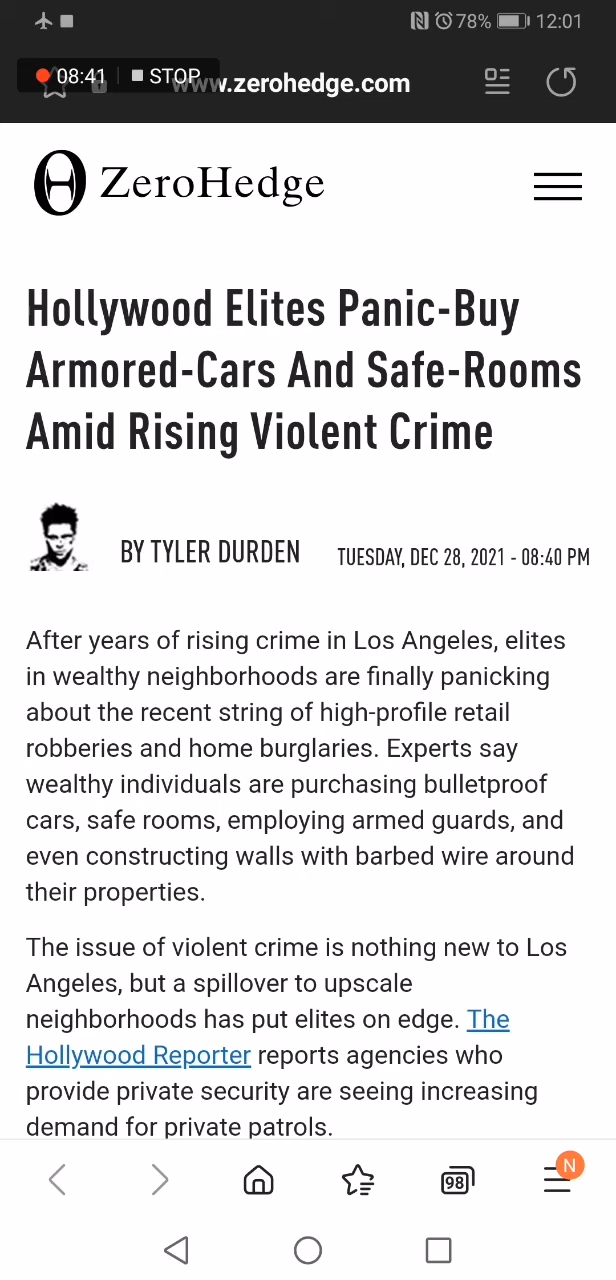 78% 12:01
08:41 STOP
www.zerohedge.com
ZeroHedge
Hollywood Elites Panic-Buy
Armored-Cars And Safe-Rooms
Amid Rising Violent Crime
BY TYLER DURDEN
TUESDAY, DEC 28, 2021 - 08:40 PM
After years of rising crime in Los Angeles, elites
in wealthy neighborhoods are finally panicking
about the recent string of high-profile retail
robberies and home burglaries. Experts say
wealthy individuals are purchasing bulletproof
cars, safe rooms, employing armed guards, and
even constructing walls with barbed wire around
their properties.
The issue of violent crime is nothing new to Los
Angeles, but a spillover to upscale
neighborhoods has put elites on edge. The
Hollywood Reporter reports agencies who
provide private security are seeing increasing
demand for private patrols.
98
N